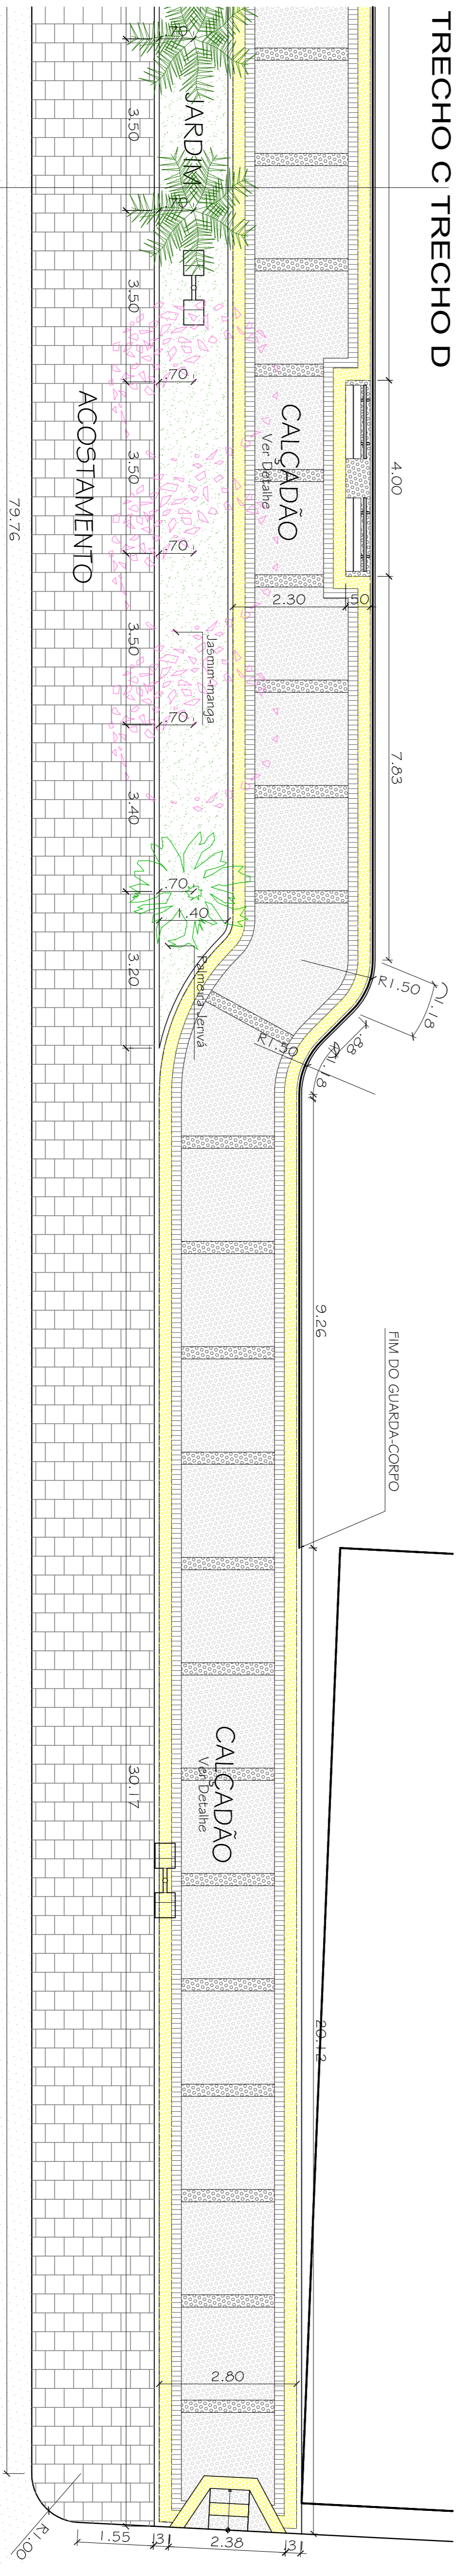 TRECHO C TRECHO D
.70
JARDIM
3.50
.70
3.50
.70
4.00
CALÇADÃO
Ver Detalhe
ACOSTAMENTO
3.50
79.76
.70
2.30
.50
Jasmim-manga
3.50
.70
7.83
3.40
.70
1.40
Palmeira Jerivá
3.20
R1.50
1.18
.88
R1.50
1.18
9.26
FIM DO GUARDA-CORPO
CALÇADÃO
Ver Detalhe
30.17
20.12
2.80
R1.00
1.55
.31
2.38
.31